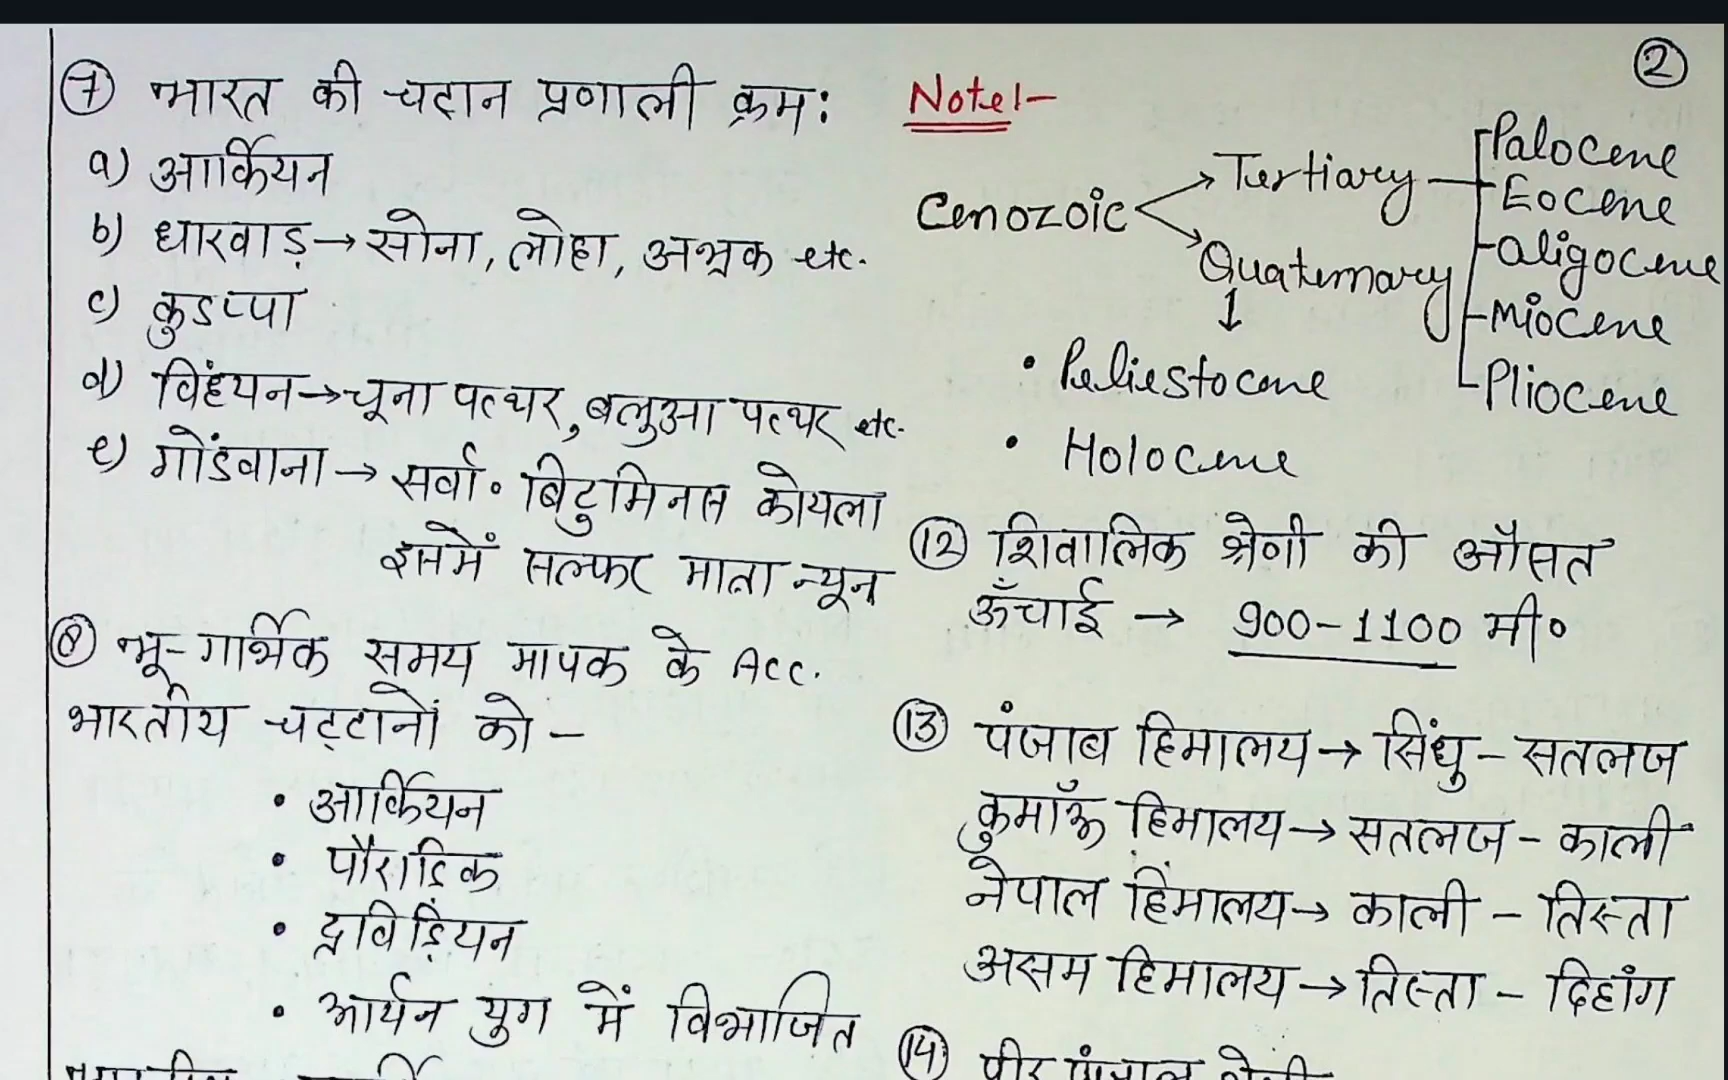 2
7 भारत की चटान प्रणाली क्रम:
a) आर्कियन
b) धारवाड़→सोना, लोहा, अभ्रक etc.
c) कुडप्पा
d) विंध्यन→चूना पत्थर, बलुआ पत्थर etc.
e) गोंडवाना→सर्वा० बिटुमिनस कोयला
इसमें सल्फर मात्रा न्यून
8 भू-गार्भिक समय मापक के Acc.
भारतीय चट्टानों को -
• आर्कियन
• पौराड़िक
• द्रविड़ियन
• आर्यन युग में विभाजित
Note!-
Cenozoic
Tertiary
Palocene
Eocene
Oligocene
Miocene
Pliocene
Quaternary
↓
• Peliestocene
• Holocene
12 शिवालिक श्रेणी की औसत
ऊँचाई → 900-1100 मी०
13 पंजाब हिमालय→सिंधु-सतलज
कुमाऊँ हिमालय→सतलज-काली
नेपाल हिमालय→काली-तिस्ता
असम हिमालय→तिस्ता-दिहांग
14 पीर पंजाल श्रेणी